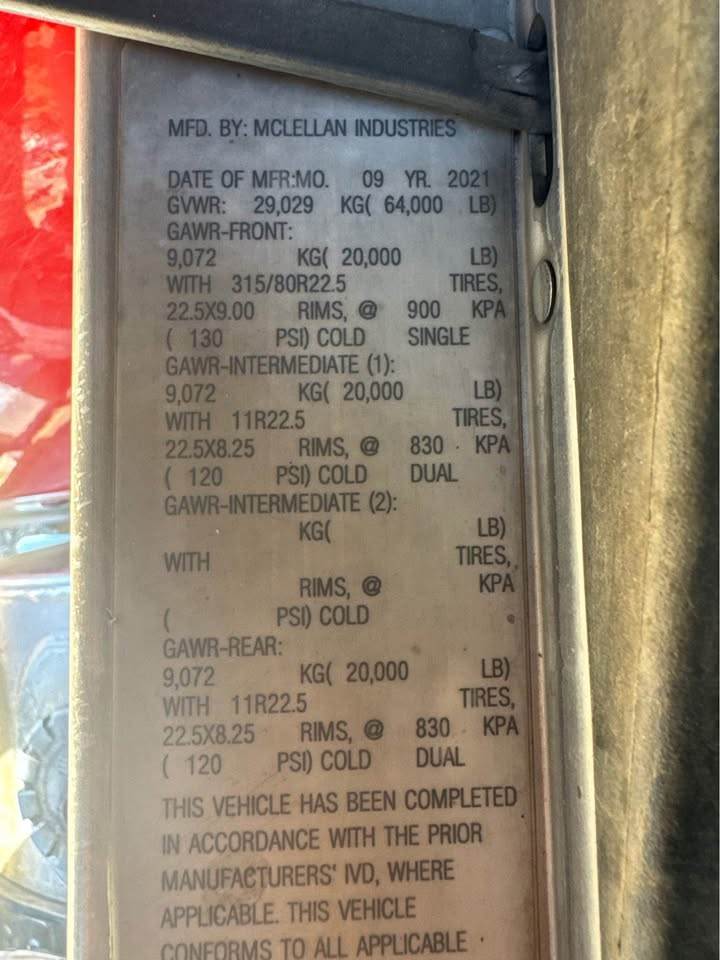 MFD. BY: MCLELLAN INDUSTRIES
DATE OF MFR:MO. 09 YR. 2021
GVWR: 29,029 KG( 64,000 LB)
GAWR-FRONT:
9,072 KG( 20,000 LB)
WITH 315/80R22.5 TIRES,
22.5X9.00 RIMS, @ 900 KPA
( 130 PSI) COLD SINGLE
GAWR-INTERMEDIATE (1):
9,072 KG( 20,000 LB)
WITH 11R22.5 TIRES,
22.5X8.25 RIMS, @ 830 KPA
( 120 PSI) COLD DUAL
GAWR-INTERMEDIATE (2):
KG( LB)
WITH TIRES,
RIMS, @ KPA
( PSI) COLD
GAWR-REAR:
9,072 KG( 20,000 LB)
WITH 11R22.5 TIRES,
22.5X8.25 RIMS, @ 830 KPA
( 120 PSI) COLD DUAL
THIS VEHICLE HAS BEEN COMPLETED
IN ACCORDANCE WITH THE PRIOR
MANUFACTURERS' IVD, WHERE
APPLICABLE. THIS VEHICLE
CONFORMS TO ALL APPLICABLE